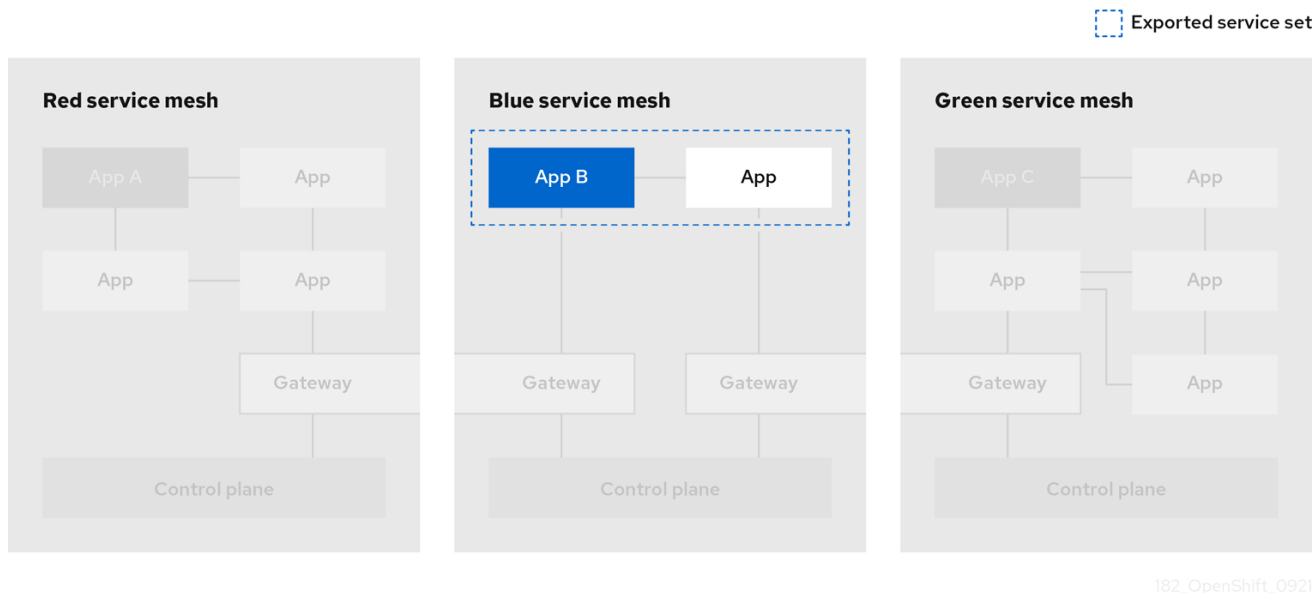 Exported service set
Red service mesh
App A
App
App
App
Gateway
Control plane
Blue service mesh
App B
App
Gateway
Gateway
Control plane
Green service mesh
App C
App
App
App
Gateway
App
Control plane
182_OpenShift_0921